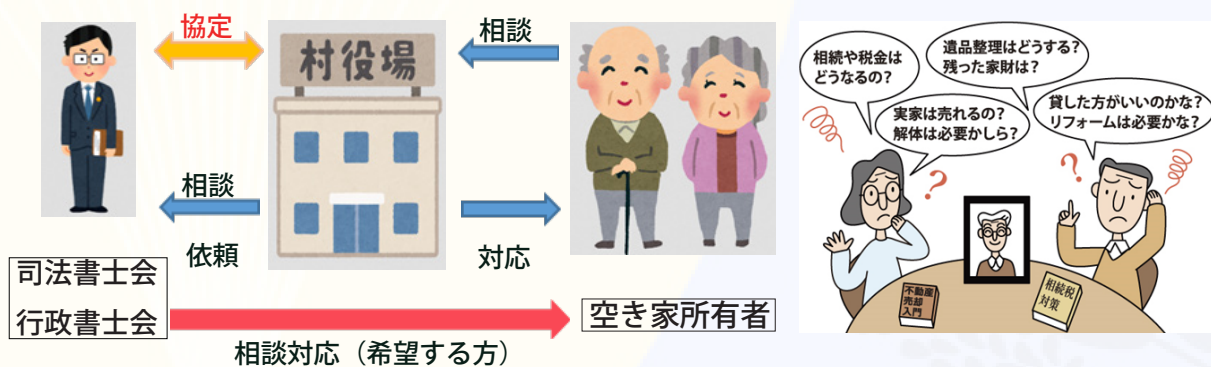 協定
村役場
相談
相談
依頼
対応
司法書士会
行政書士会
空き家所有者
相談対応（希望する方）
相続や税金は
どうなるの？
遺品整理はどうする？
残った家財は？
実家は売れるの？
解体は必要かしら？
貸した方がいいのかな？
リフォームは必要かな？
不動産
売却
入門
相続税
対策